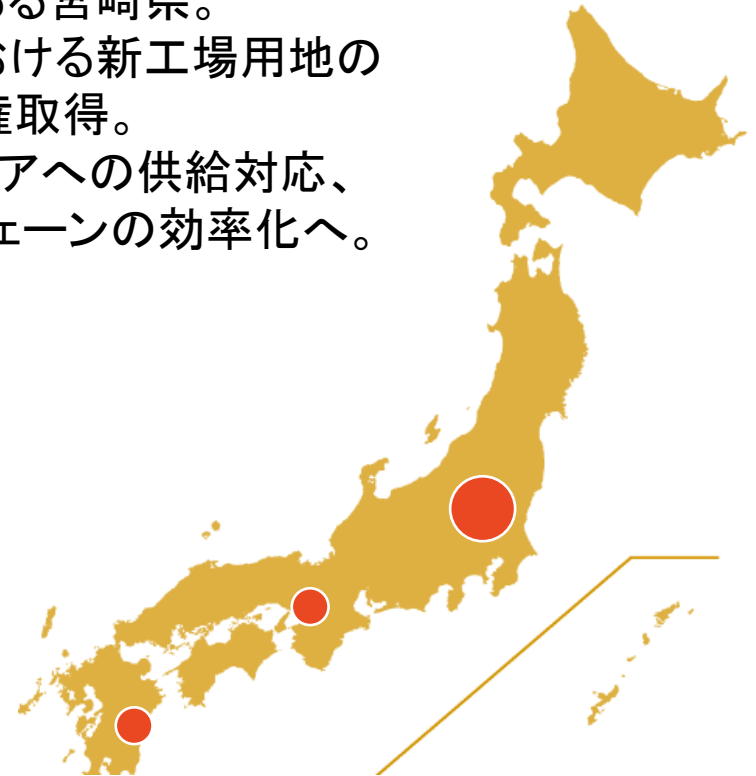 る宮崎県。
ける新工場用地の
取得。
アへの供給対応、
ェーンの効率化へ。